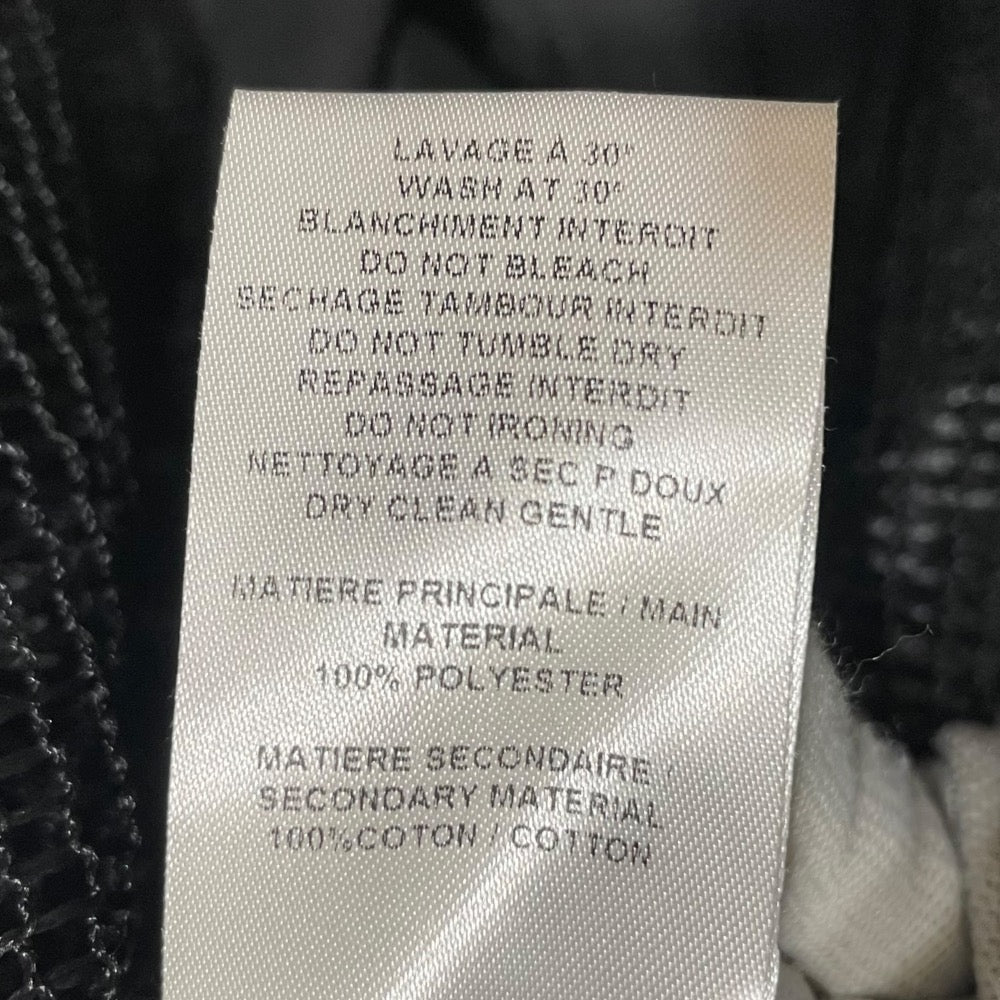 LAVAGE À 30°
WASH AT 30°
BLANCHIMENT INTERDIT
DO NOT BLEACH
SECHAGE TAMBOUR INTERDIT
DO NOT TUMBLE DRY
REPASSAGE INTERDIT
DO NOT IRONING
NETTOYAGE A SEC P DOUX
DRY CLEAN GENTLE
MATIERE PRINCIPALE / MAIN
MATERIAL
100% POLYESTER
MATIERE SECONDAIRE /
SECONDARY MATERIAL
100%COTON / COTTON